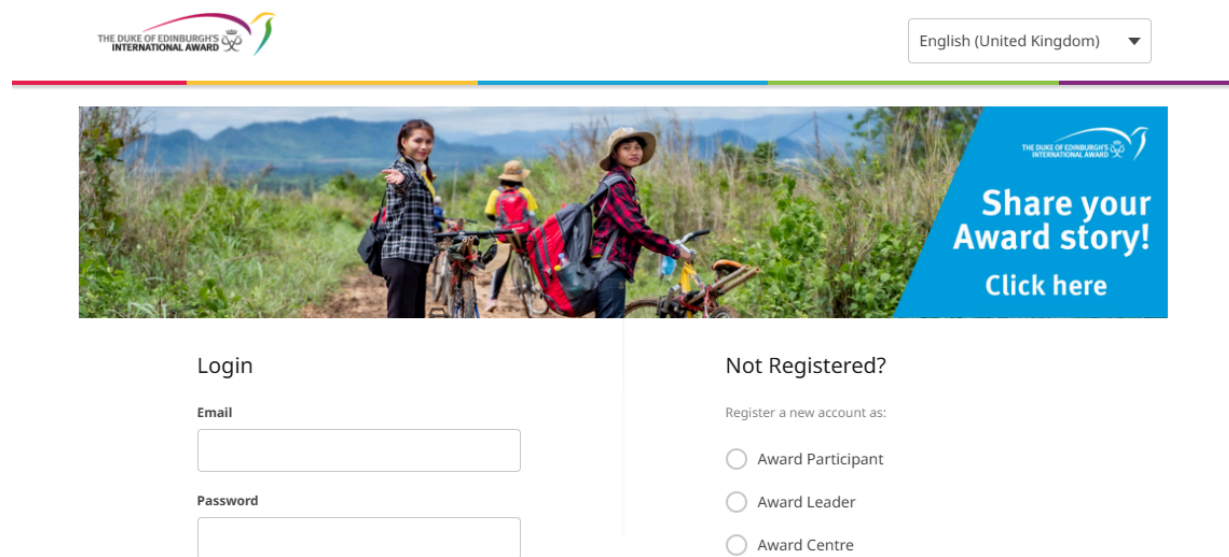 THE DUKE OF EDINBURGH'S
INTERNATIONAL AWARD
English (United Kingdom)
THE DUKE OF EDINBURGH'S
INTERNATIONAL AWARD
Share your
Award story!
Click here
Login
Email
Password
Not Registered?
Register a new account as:
Award Participant
Award Leader
Award Centre